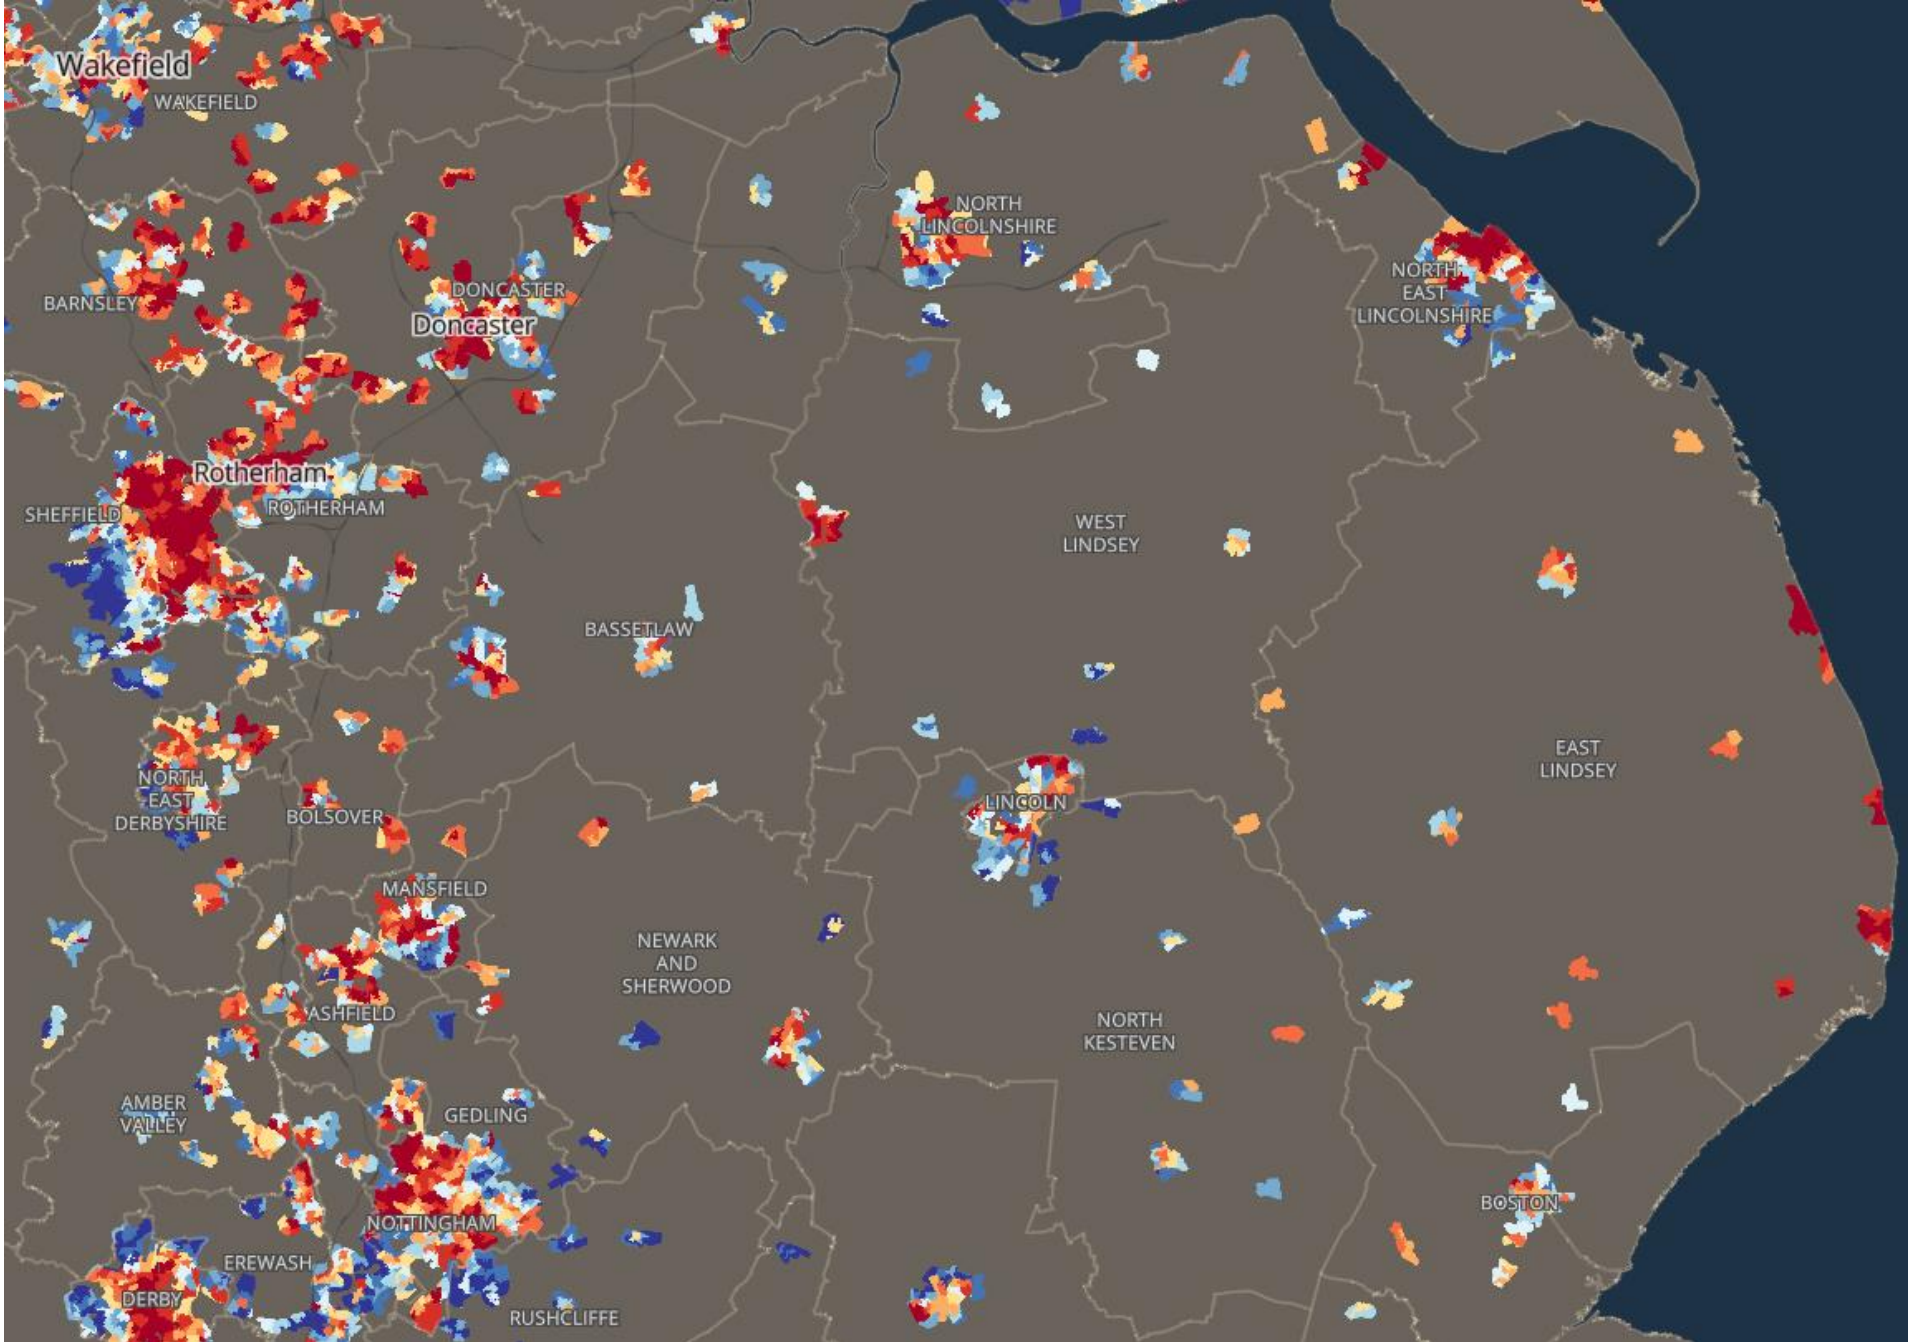 Wakefield
WAKEFIELD
NORTH
LINCOLNSHIRE
NORTH
EAST
LINCOLNSHIRE
BARNSLEY
DONCASTER
Doncaster
Rotherham
ROTHERHAM
SHEFFIELD
WEST
LINDSEY
BASSETLAW
EAST
LINDSEY
NORTH
EAST
DERBYSHIRE
BOLSOVER
LINCOLN
MANSFIELD
NEWARK
AND
SHERWOOD
ASHFIELD
NORTH
KESTEVEN
AMBER
VALLEY
GEDLING
BOSTON
NOTTINGHAM
EREWASH
DERBY
RUSHCLIFFE